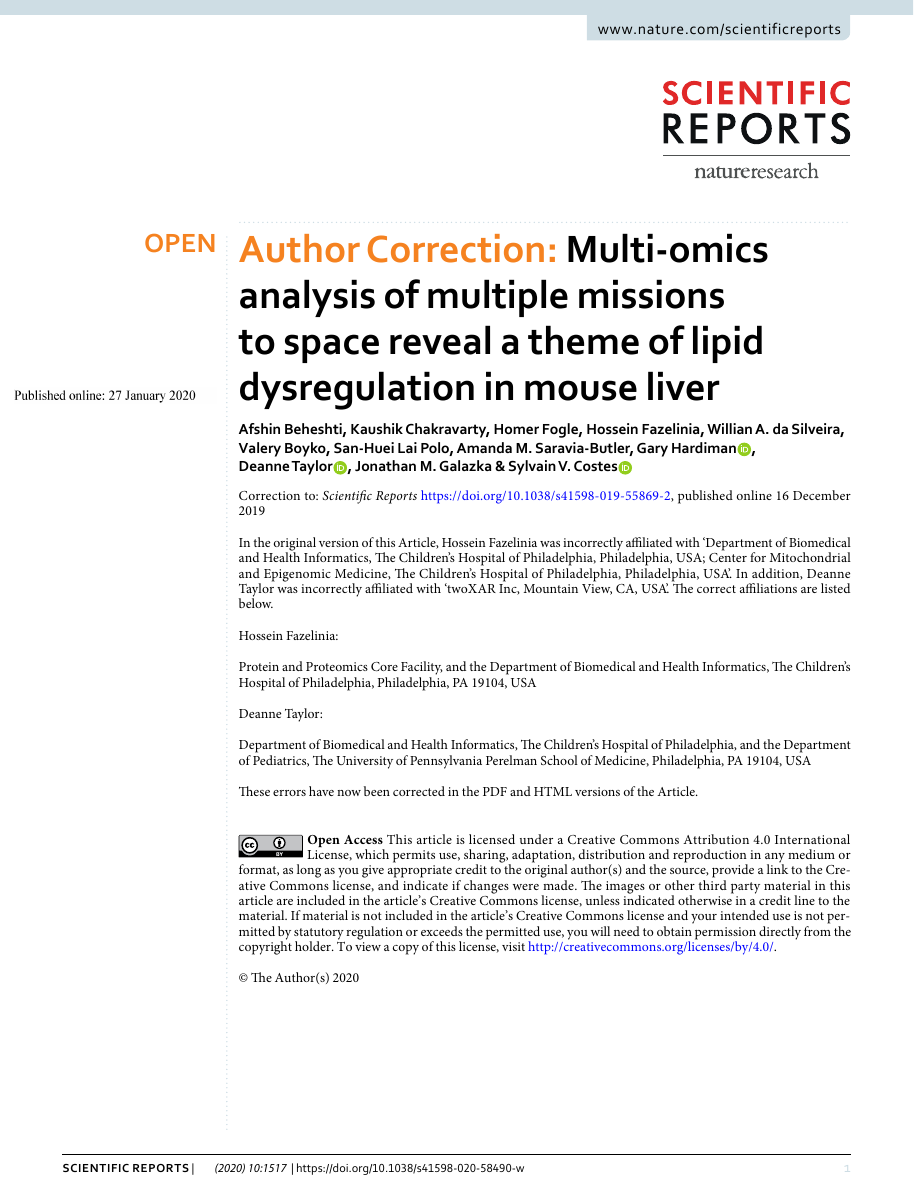 www.nature.com/scientificreports
SCIENTIFIC
REPORTS
natureresearch
OPEN
Author Correction: Multi-omics
analysis of multiple missions
to space reveal a theme of lipid
dysregulation in mouse liver
Published online: 27 January 2020
Afshin Beheshti, Kaushik Chakravarty, Homer Fogle, Hossein Fazelinia, Willian A. da Silveira,
Valery Boyko, San-Huei Lai Polo, Amanda M. Saravia-Butler, Gary Hardiman iD,
Deanne Taylor iD, Jonathan M. Galazka & Sylvain V. Costes iD
Correction to: Scientific Reports https://doi.org/10.1038/s41598-019-55869-2, published online 16 December
2019
In the original version of this Article, Hossein Fazelinia was incorrectly affiliated with ‘Department of Biomedical
and Health Informatics, The Children’s Hospital of Philadelphia, Philadelphia, USA; Center for Mitochondrial
and Epigenomic Medicine, The Children’s Hospital of Philadelphia, Philadelphia, USA’. In addition, Deanne
Taylor was incorrectly affiliated with ‘twoXAR Inc, Mountain View, CA, USA’. The correct affiliations are listed
below.
Hossein Fazelinia:
Protein and Proteomics Core Facility, and the Department of Biomedical and Health Informatics, The Children’s
Hospital of Philadelphia, Philadelphia, PA 19104, USA
Deanne Taylor:
Department of Biomedical and Health Informatics, The Children’s Hospital of Philadelphia, and the Department
of Pediatrics, The University of Pennsylvania Perelman School of Medicine, Philadelphia, PA 19104, USA
These errors have now been corrected in the PDF and HTML versions of the Article.
cc BY Open Access This article is licensed under a Creative Commons Attribution 4.0 International
License, which permits use, sharing, adaptation, distribution and reproduction in any medium or
format, as long as you give appropriate credit to the original author(s) and the source, provide a link to the Cre-
ative Commons license, and indicate if changes were made. The images or other third party material in this
article are included in the article’s Creative Commons license, unless indicated otherwise in a credit line to the
material. If material is not included in the article’s Creative Commons license and your intended use is not per-
mitted by statutory regulation or exceeds the permitted use, you will need to obtain permission directly from the
copyright holder. To view a copy of this license, visit http://creativecommons.org/licenses/by/4.0/.
© The Author(s) 2020
SCIENTIFIC REPORTS | (2020) 10:1517 | https://doi.org/10.1038/s41598-020-58490-w 1